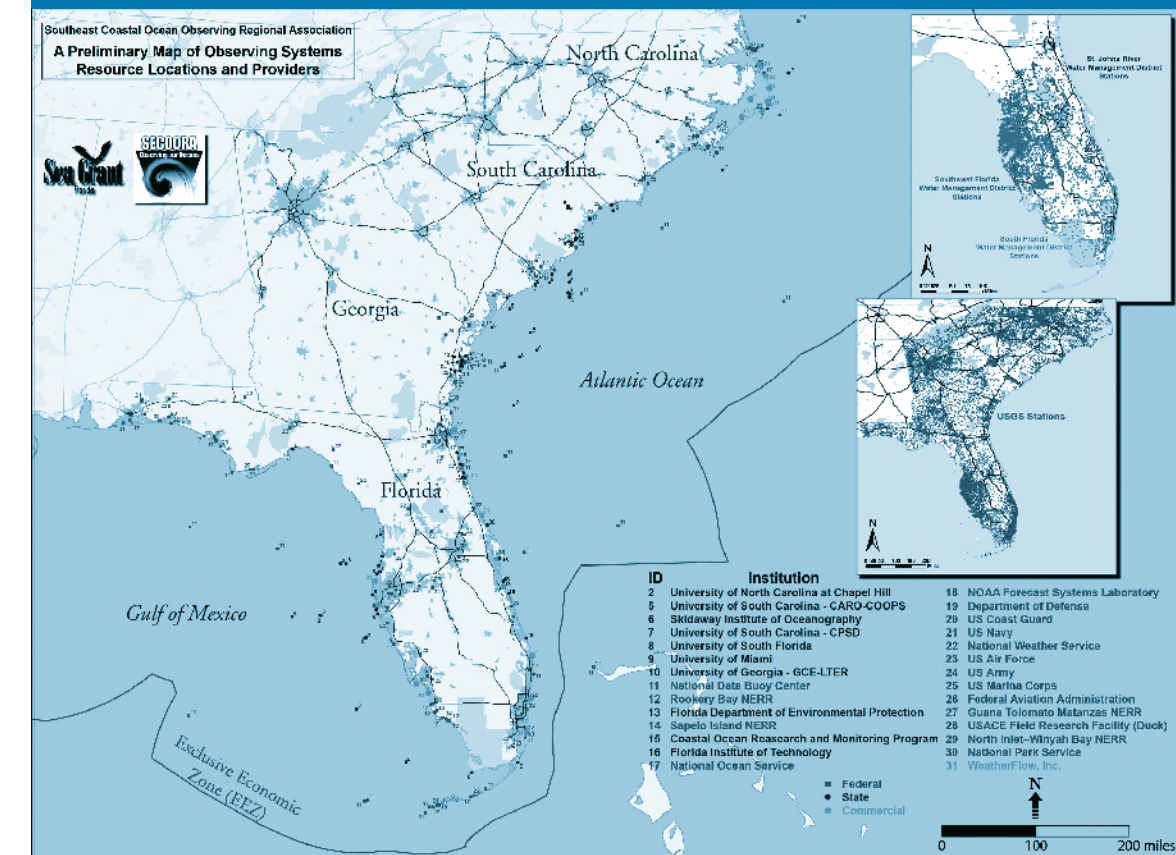 Southeast Coastal Ocean Observing Regional Association
A Preliminary Map of Observing Systems
Resource Locations and Providers
Sea Grant
Florida
SECOORA
North Carolina
South Carolina
Georgia
Florida
Atlantic Ocean
Gulf of Mexico
Exclusive Economic
Zone (EEZ)
St. Johns River
Water Management District
Stations
Southwest Florida
Water Management District
Stations
South Florida
Water Management District
Stations
N
USGS Stations
N
ID Institution
2 University of North Carolina at Chapel Hill
5 University of South Carolina - CARO-COOPS
6 Skidaway Institute of Oceanography
7 University of South Carolina - CPSD
8 University of South Florida
9 University of Miami
10 University of Georgia - GCE-LTER
11 National Data Buoy Center
12 Rookery Bay NERR
13 Florida Department of Environmental Protection
14 Sapelo Island NERR
15 Coastal Ocean Reasearch and Monitoring Program
16 Florida Institute of Technology
17 National Ocean Service
18 NOAA Forecast Systems Laboratory
19 Department of Defense
20 US Coast Guard
21 US Navy
22 National Weather Service
23 US Air Force
24 US Army
25 US Marine Corps
26 Federal Aviation Administration
27 Guana Tolomato Matanzas NERR
28 USACE Field Research Facility (Duck)
29 North Inlet-Winyah Bay NERR
30 National Park Service
31 WeatherFlow, Inc.
Federal
State
Commercial
N
0 100 200 miles